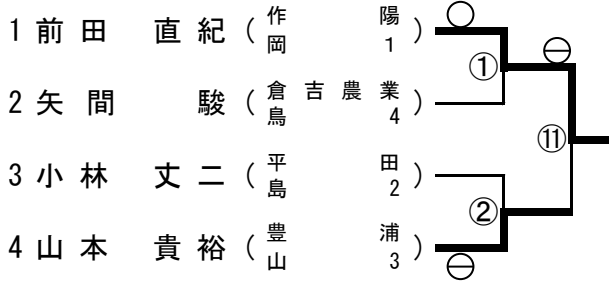 1 前田 直紀 (作陽 岡1)
①
2 矢間 駿 (倉吉農業 鳥4)
⑪
3 小林 丈二 (平田 島2)
②
4 山本 貴裕 (豊浦 山3)